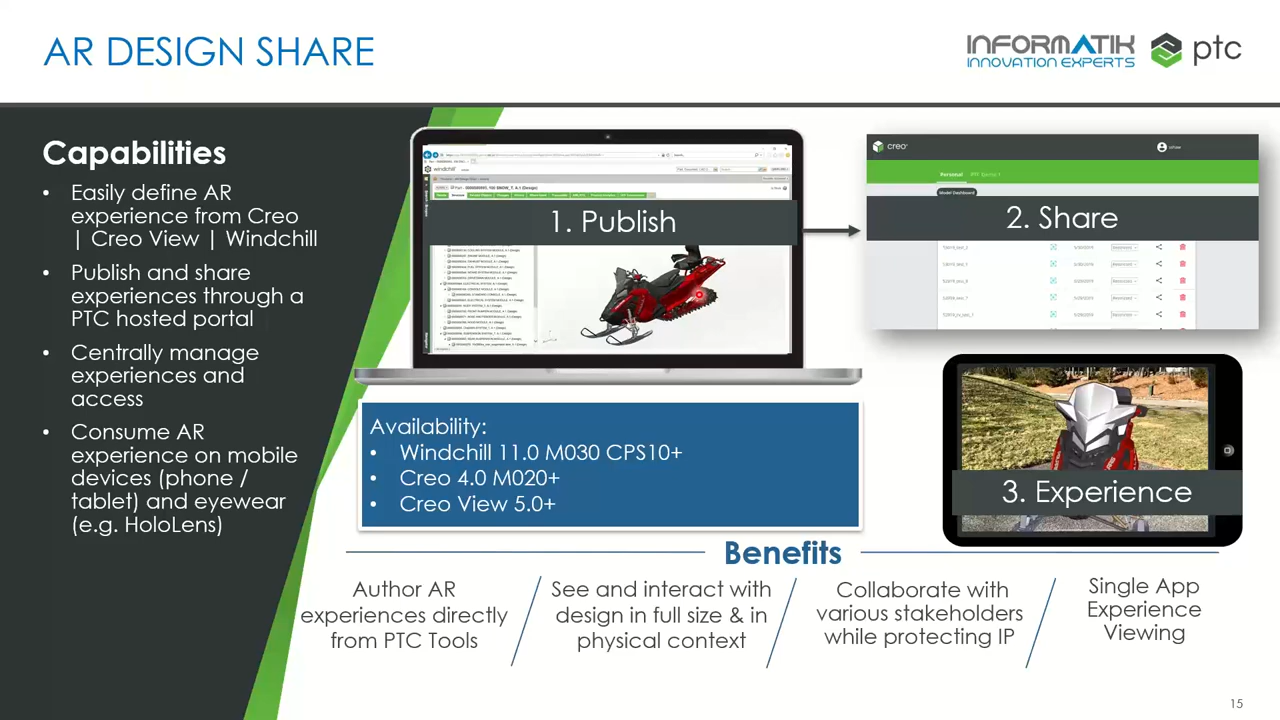 AR DESIGN SHARE
INFORMATIK
INNOVATION EXPERTS
ptc
Capabilities
• Easily define AR
experience from Creo
| Creo View | Windchill
• Publish and share
experiences through a
PTC hosted portal
• Centrally manage
experiences and
access
• Consume AR
experience on mobile
devices (phone /
tablet) and eyewear
(e.g. HoloLens)
windchill
1. Publish
creo
Personal
Model Dashboard
2. Share
3. Experience
Availability:
• Windchill 11.0 M030 CPS10+
• Creo 4.0 M020+
• Creo View 5.0+
Benefits
Author AR
experiences directly
from PTC Tools
See and interact with
design in full size & in
physical context
Collaborate with
various stakeholders
while protecting IP
Single App
Experience
Viewing
15